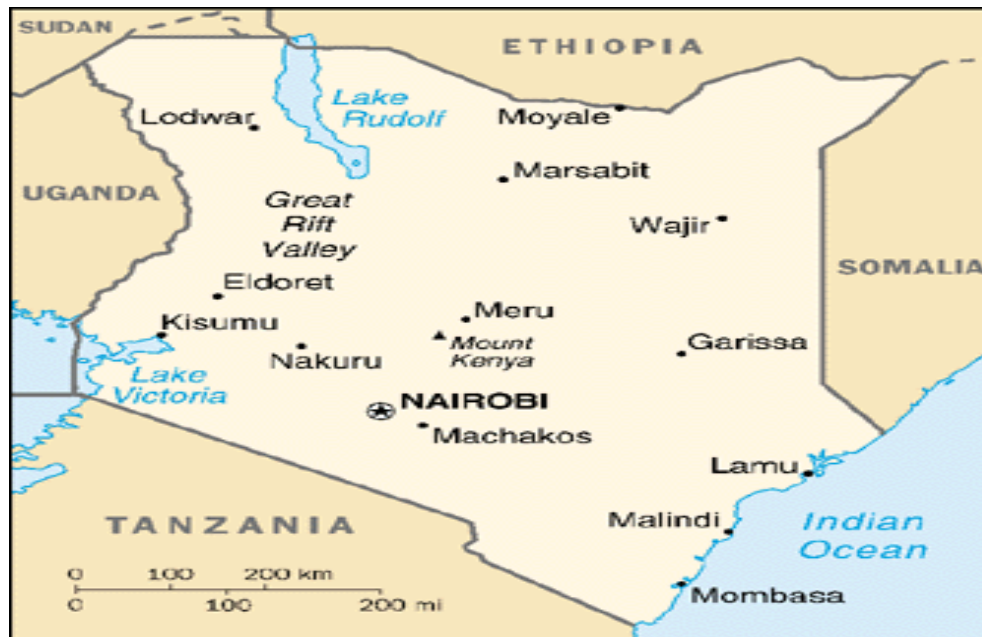 SUDAN
ETHIOPIA
Lake
Rudolf
Lodwar
Moyale
Marsabit
UGANDA
Great
Rift
Valley
Wajir
SOMALIA
Eldoret
Kisumu
Meru
Mount
Kenya
Garissa
Nakuru
Lake
Victoria
NAIROBI
Machakos
Lamu
TANZANIA
Malindi
Indian
Ocean
0 100 200 km
0 100 200 mi
Mombasa